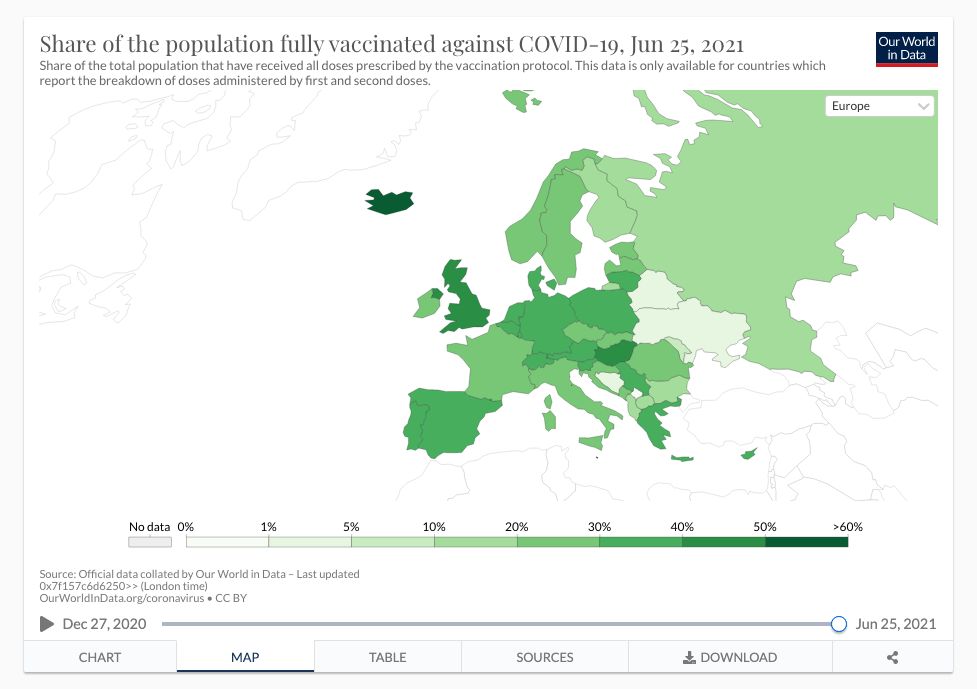 Share of the population fully vaccinated against COVID-19, Jun 25, 2021
Our World
in Data
Share of the total population that have received all doses prescribed by the vaccination protocol. This data is only available for countries which
report the breakdown of doses administered by first and second doses.
Europe
No data 0% 1% 5% 10% 20% 30% 40% 50% >60%
Source: Official data collated by Our World in Data – Last updated
0x7f157c6d6250>> (London time)
OurWorldInData.org/coronavirus • CC BY
Dec 27, 2020 Jun 25, 2021
CHART MAP TABLE SOURCES DOWNLOAD